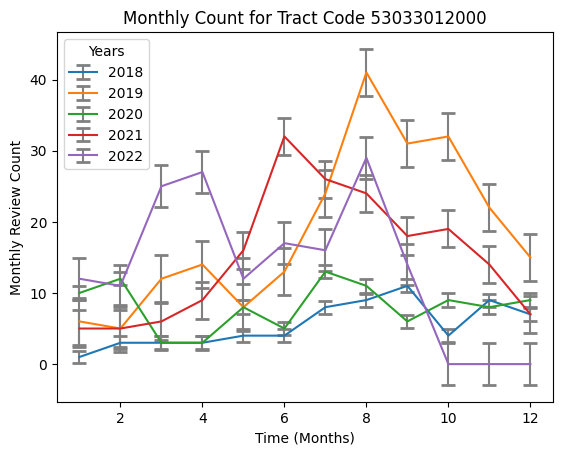 Monthly Count for Tract Code 53033012000
Years
2018
2019
2020
2021
2022
Monthly Review Count
40
30
20
10
0
2 4 6 8 10 12
Time (Months)